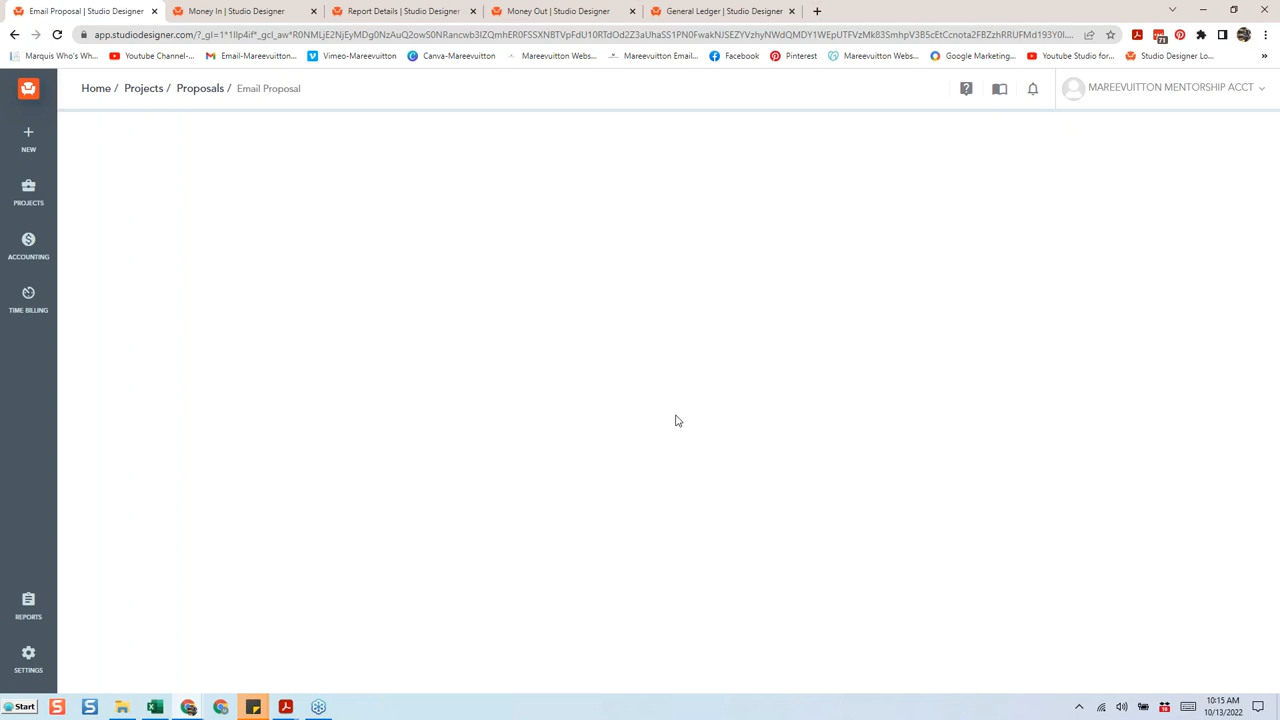 Email Proposal | Studio Designer
Money In | Studio Designer
Report Details | Studio Designer
Money Out | Studio Designer
General Ledger | Studio Designer
Marquis Who's Wh...
Youtube Channel-...
Email-Mareevuitton...
Vimeo-Mareevuitton
Canva-Mareevuitton
Mareevuitton Webs...
Mareevuitton Email...
Facebook
Pinterest
Mareevuitton Webs...
Google Marketing...
Youtube Studio for...
Studio Designer Lo...
Home / Projects / Proposals / Email Proposal
MAREEVUITTON MENTORSHIP ACCT
NEW
PROJECTS
ACCOUNTING
TIME BILLING
REPORTS
SETTINGS
Start
10:15 AM
10/13/2022